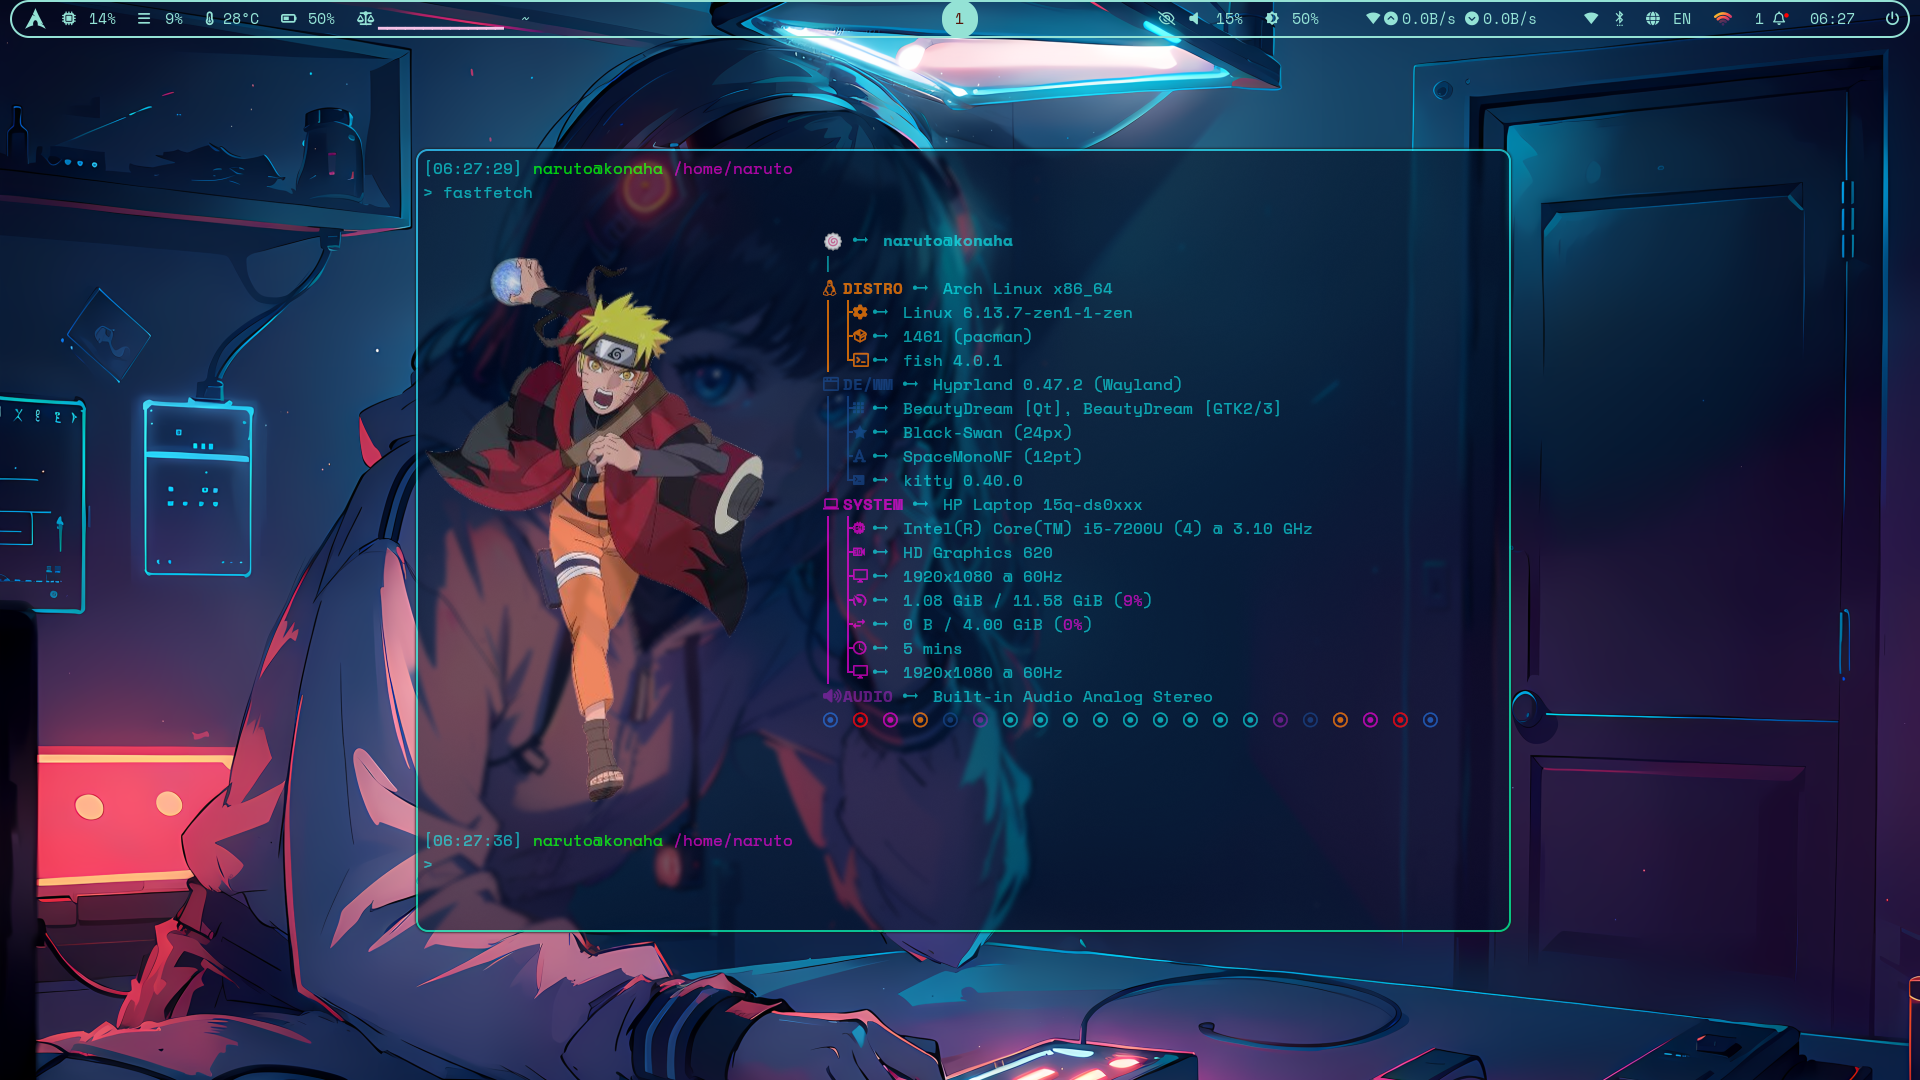 14% 9% 28°C 50% ~ 1 15% 50% 0.0B/s 0.0B/s EN 1 06:27
[06:27:29] naruto@konaha /home/naruto
> fastfetch
naruto@konaha
DISTRO Arch Linux x86_64
Linux 6.13.7-zen1-1-zen
1461 (pacman)
fish 4.0.1
DE/WM Hyprland 0.47.2 (Wayland)
BeautyDream [Qt], BeautyDream [GTK2/3]
Black-Swan (24px)
SpaceMonoNF (12pt)
kitty 0.40.0
SYSTEM HP Laptop 15q-ds0xxx
Intel(R) Core(TM) i5-7200U (4) @ 3.10 GHz
HD Graphics 620
1920x1080 @ 60Hz
1.08 GiB / 11.58 GiB (9%)
0 B / 4.00 GiB (0%)
5 mins
1920x1080 @ 60Hz
AUDIO Built-in Audio Analog Stereo
[06:27:36] naruto@konaha /home/naruto
>